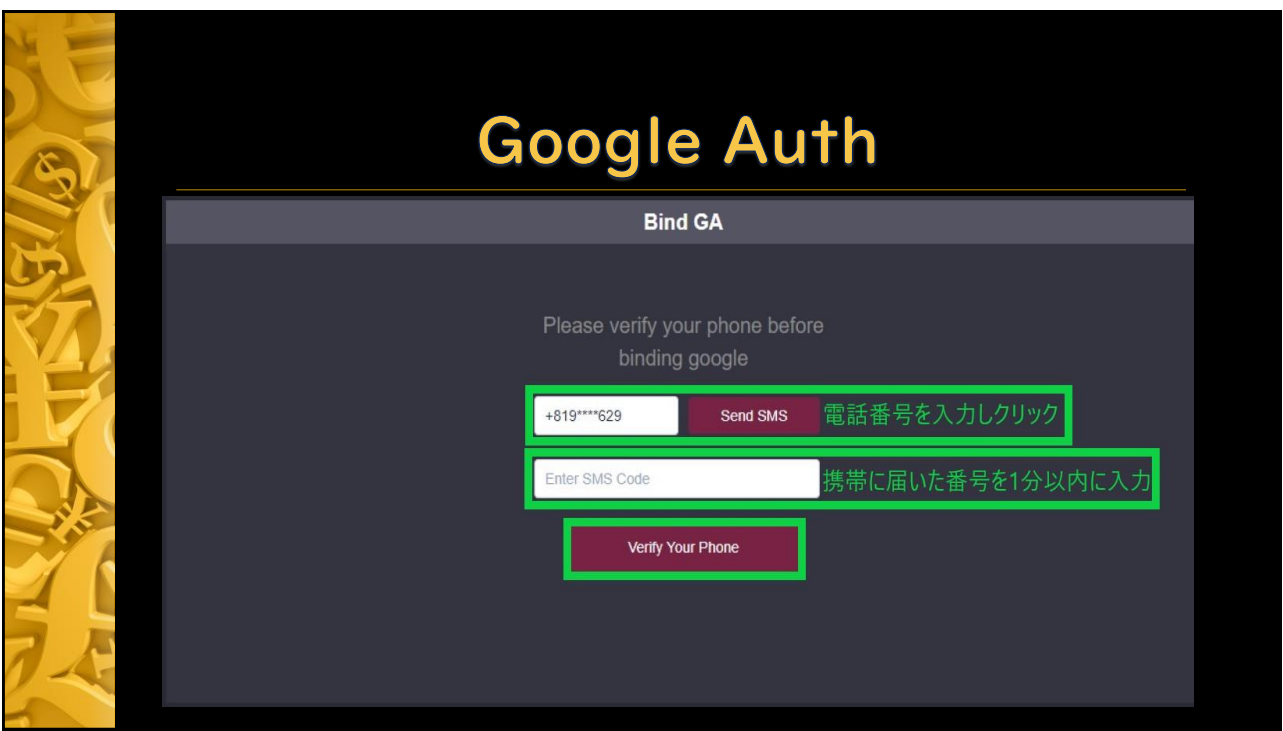 Google Auth
Bind GA
Please verify your phone before
binding google
+819****629 Send SMS 電話番号を入力しクリック
Enter SMS Code 携帯に届いた番号を1分以内に入力
Verify Your Phone